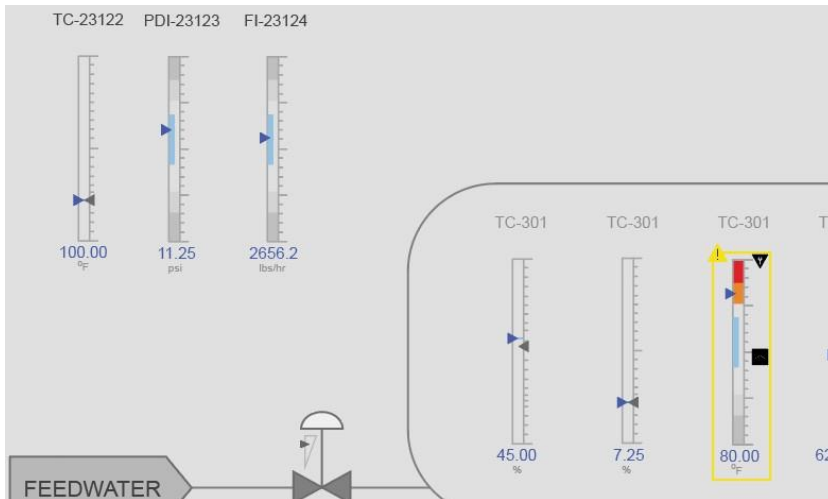 TC-23122 PDI-23123 FI-23124
100.00 11.25 2656.2
°F psi lbs/hr
TC-301 TC-301 TC-301 T
!
45.00 7.25 80.00 62
% % °F
FEEDWATER